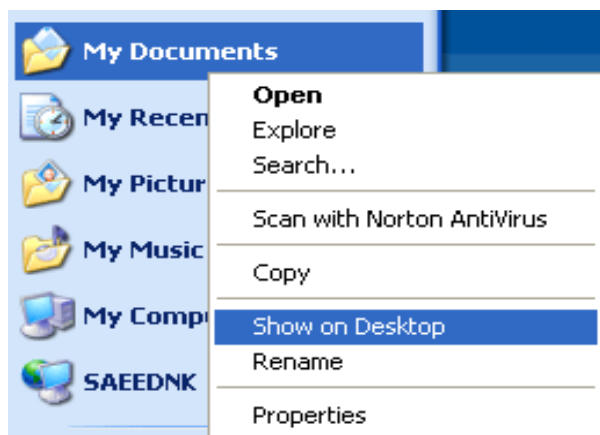 My Documents
My Recen
My Pictur
My Music
My Comp
SAEEDNK
Open
Explore
Search...
Scan with Norton AntiVirus
Copy
Show on Desktop
Rename
Properties